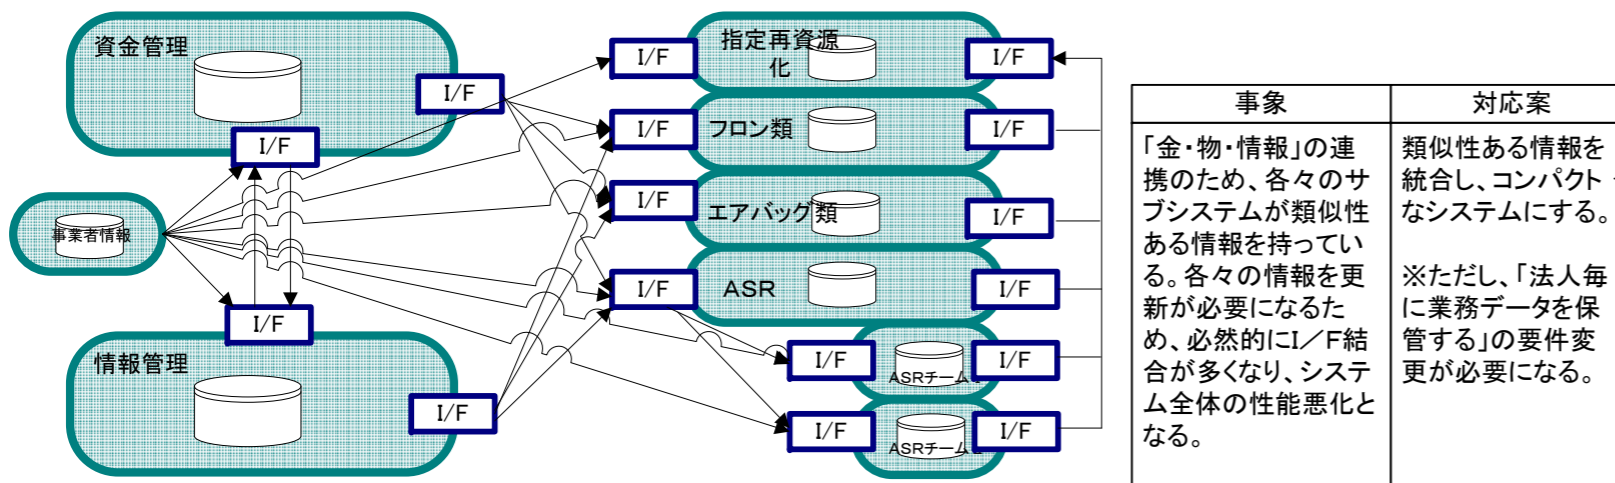 資金管理
I/F
I/F
事業者情報
I/F
情報管理
I/F
I/F
指定再資源
化
I/F
I/F
フロン類
I/F
I/F
エアバッグ類
I/F
I/F
ASR
I/F
I/F
ASRチーム
I/F
I/F
ASRチーム
I/F
事象
「金・物・情報」の連
携のため、各々のサ
ブシステムが類似性
ある情報を持ってい
る。各々の情報を更
新が必要になるた
め、必然的にI／F結
合が多くなり、システ
ム全体の性能悪化と
なる。
対応案
類似性ある情報を
統合し、コンパクト
なシステムにする。
※ただし、「法人毎
に業務データを保
管する」の要件変
更が必要になる。